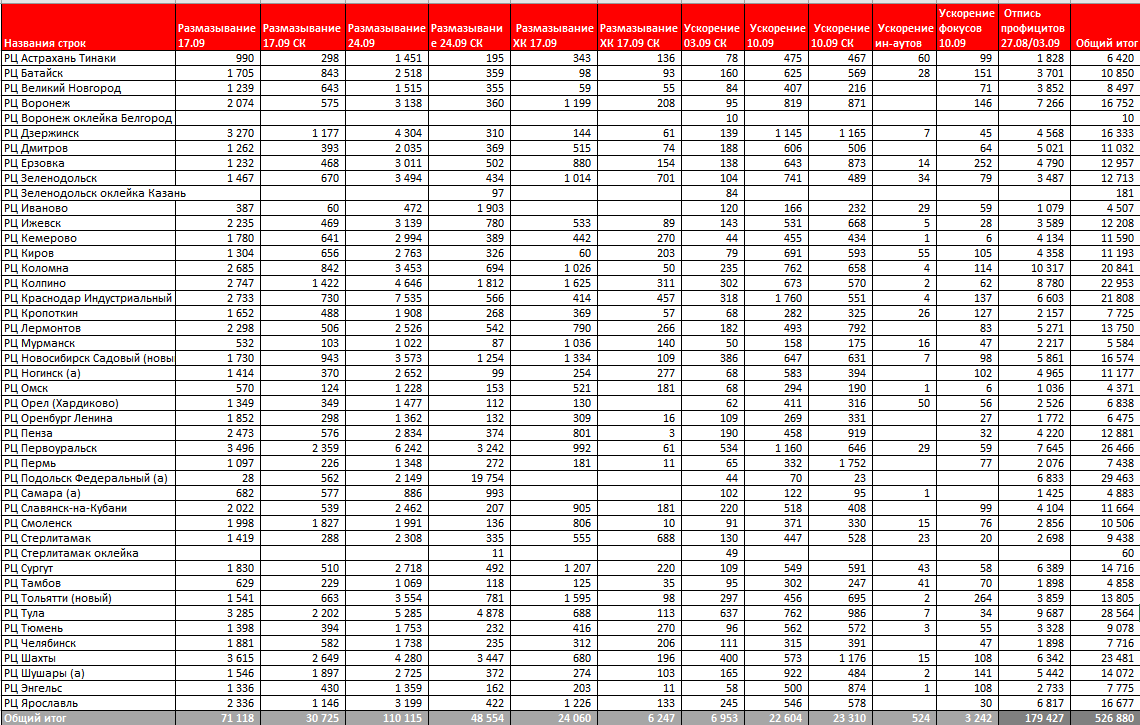 Названия строк Размазывание 17.09 Размазывание 17.09 СК Размазывание 24.09 Размазывани е 24.09 СК Размазывание ХК 17.09 Размазывание ХК 17.09 СК Ускорение 03.09 СК Ускорение 10.09 Ускорение 10.09 СК Ускорение ин-аутов Ускорение фокусов 10.09 Отпись профицитов 27.08/03.09 Общий итог
РЦ Астрахань Тинаки 990 298 1 451 195 343 136 78 475 467 60 99 1 828 6 420
РЦ Батайск 1 705 843 2 518 359 98 93 160 625 569 28 151 3 701 10 850
РЦ Великий Новгород 1 239 643 1 515 355 59 55 84 407 216 71 3 852 8 497
РЦ Воронеж 2 074 575 3 138 360 1 199 208 95 819 871 146 7 266 16 752
РЦ Воронеж оклейка Белгород 10 10
РЦ Дзержинск 3 270 1 177 4 304 310 144 61 139 1 145 1 165 7 45 4 568 16 333
РЦ Дмитров 1 262 393 2 035 369 515 74 188 606 506 64 5 021 11 032
РЦ Ерзовка 1 232 468 3 011 502 880 154 138 643 873 14 252 4 790 12 957
РЦ Зеленодольск 1 467 670 3 494 434 1 014 701 104 741 489 34 79 3 487 12 713
РЦ Зеленодольск оклейка Казань 97 84 181
РЦ Иваново 387 60 472 1 903 120 166 232 29 59 1 079 4 507
РЦ Ижевск 2 235 469 3 139 780 533 89 143 531 668 5 28 3 589 12 208
РЦ Кемерово 1 780 641 2 994 389 442 270 44 455 434 1 6 4 134 11 590
РЦ Киров 1 304 656 2 763 326 60 203 79 691 593 55 105 4 358 11 193
РЦ Коломна 2 685 842 3 453 694 1 026 50 235 762 658 4 114 10 317 20 841
РЦ Колпино 2 747 1 422 4 646 1 812 1 625 311 302 673 570 2 62 8 780 22 953
РЦ Краснодар Индустриальный 2 733 730 7 535 566 414 457 318 1 760 551 4 137 6 603 21 808
РЦ Кропоткин 1 652 488 1 908 268 369 57 68 282 325 26 127 2 157 7 725
РЦ Лермонтов 2 298 506 2 526 542 790 266 182 493 792 83 5 271 13 750
РЦ Мурманск 532 103 1 022 87 1 036 140 50 158 175 16 47 2 217 5 584
РЦ Новосибирск Садовый (новы 1 730 943 3 573 1 254 1 334 109 386 647 631 7 98 5 861 16 574
РЦ Ногинск (а) 1 414 370 2 652 99 254 277 68 583 394 102 4 965 11 177
РЦ Омск 570 124 1 228 153 521 181 68 294 190 1 6 1 036 4 371
РЦ Орел (Хардиково) 1 349 349 1 477 112 130 62 411 316 50 56 2 526 6 838
РЦ Оренбург Ленина 1 852 298 1 362 132 309 16 109 269 331 27 1 772 6 475
РЦ Пенза 2 473 576 2 834 374 801 3 190 458 919 32 4 220 12 881
РЦ Первоуральск 3 496 2 359 6 242 3 242 992 61 534 1 160 646 29 59 7 645 26 466
РЦ Пермь 1 097 226 1 348 272 181 11 65 332 1 752 77 2 076 7 438
РЦ Подольск Федеральный (а) 28 562 2 149 19 754 44 70 23 6 833 29 463
РЦ Самара (а) 682 577 886 993 102 122 95 1 1 425 4 883
РЦ Славянск-на-Кубани 2 022 539 2 462 207 905 181 220 518 408 99 4 104 11 664
РЦ Смоленск 1 998 1 827 1 991 136 806 10 91 371 330 15 76 2 856 10 506
РЦ Стерлитамак 1 419 288 2 308 335 555 688 130 447 528 23 20 2 698 9 438
РЦ Стерлитамак оклейка 11 49 60
РЦ Сургут 1 830 510 2 718 492 1 207 220 109 549 591 43 58 6 389 14 716
РЦ Тамбов 629 229 1 069 118 125 35 95 302 247 41 70 1 898 4 858
РЦ Тольятти (новый) 1 541 663 3 554 781 1 595 98 297 456 695 2 264 3 859 13 805
РЦ Тула 3 285 2 202 5 285 4 878 688 113 637 762 986 7 34 9 687 28 564
РЦ Тюмень 1 398 394 1 753 232 416 270 96 562 572 3 55 3 328 9 078
РЦ Челябинск 1 881 582 1 738 235 312 206 111 315 391 47 1 898 7 716
РЦ Шахты 3 615 2 649 4 280 3 447 680 196 400 573 1 176 15 108 6 342 23 481
РЦ Шушары (а) 1 546 1 897 2 725 372 274 103 165 922 484 2 141 5 442 14 072
РЦ Энгельс 1 336 430 1 359 162 203 11 58 500 874 1 108 2 733 7 775
РЦ Ярославль 2 336 1 146 3 199 422 1 226 133 245 546 578 30 6 817 16 677
Общий итог 71 118 30 725 110 115 48 554 24 060 6 247 6 953 22 604 23 310 524 3 242 179 427 526 880